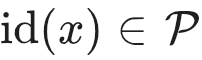 id(x) ∈ 𝒫